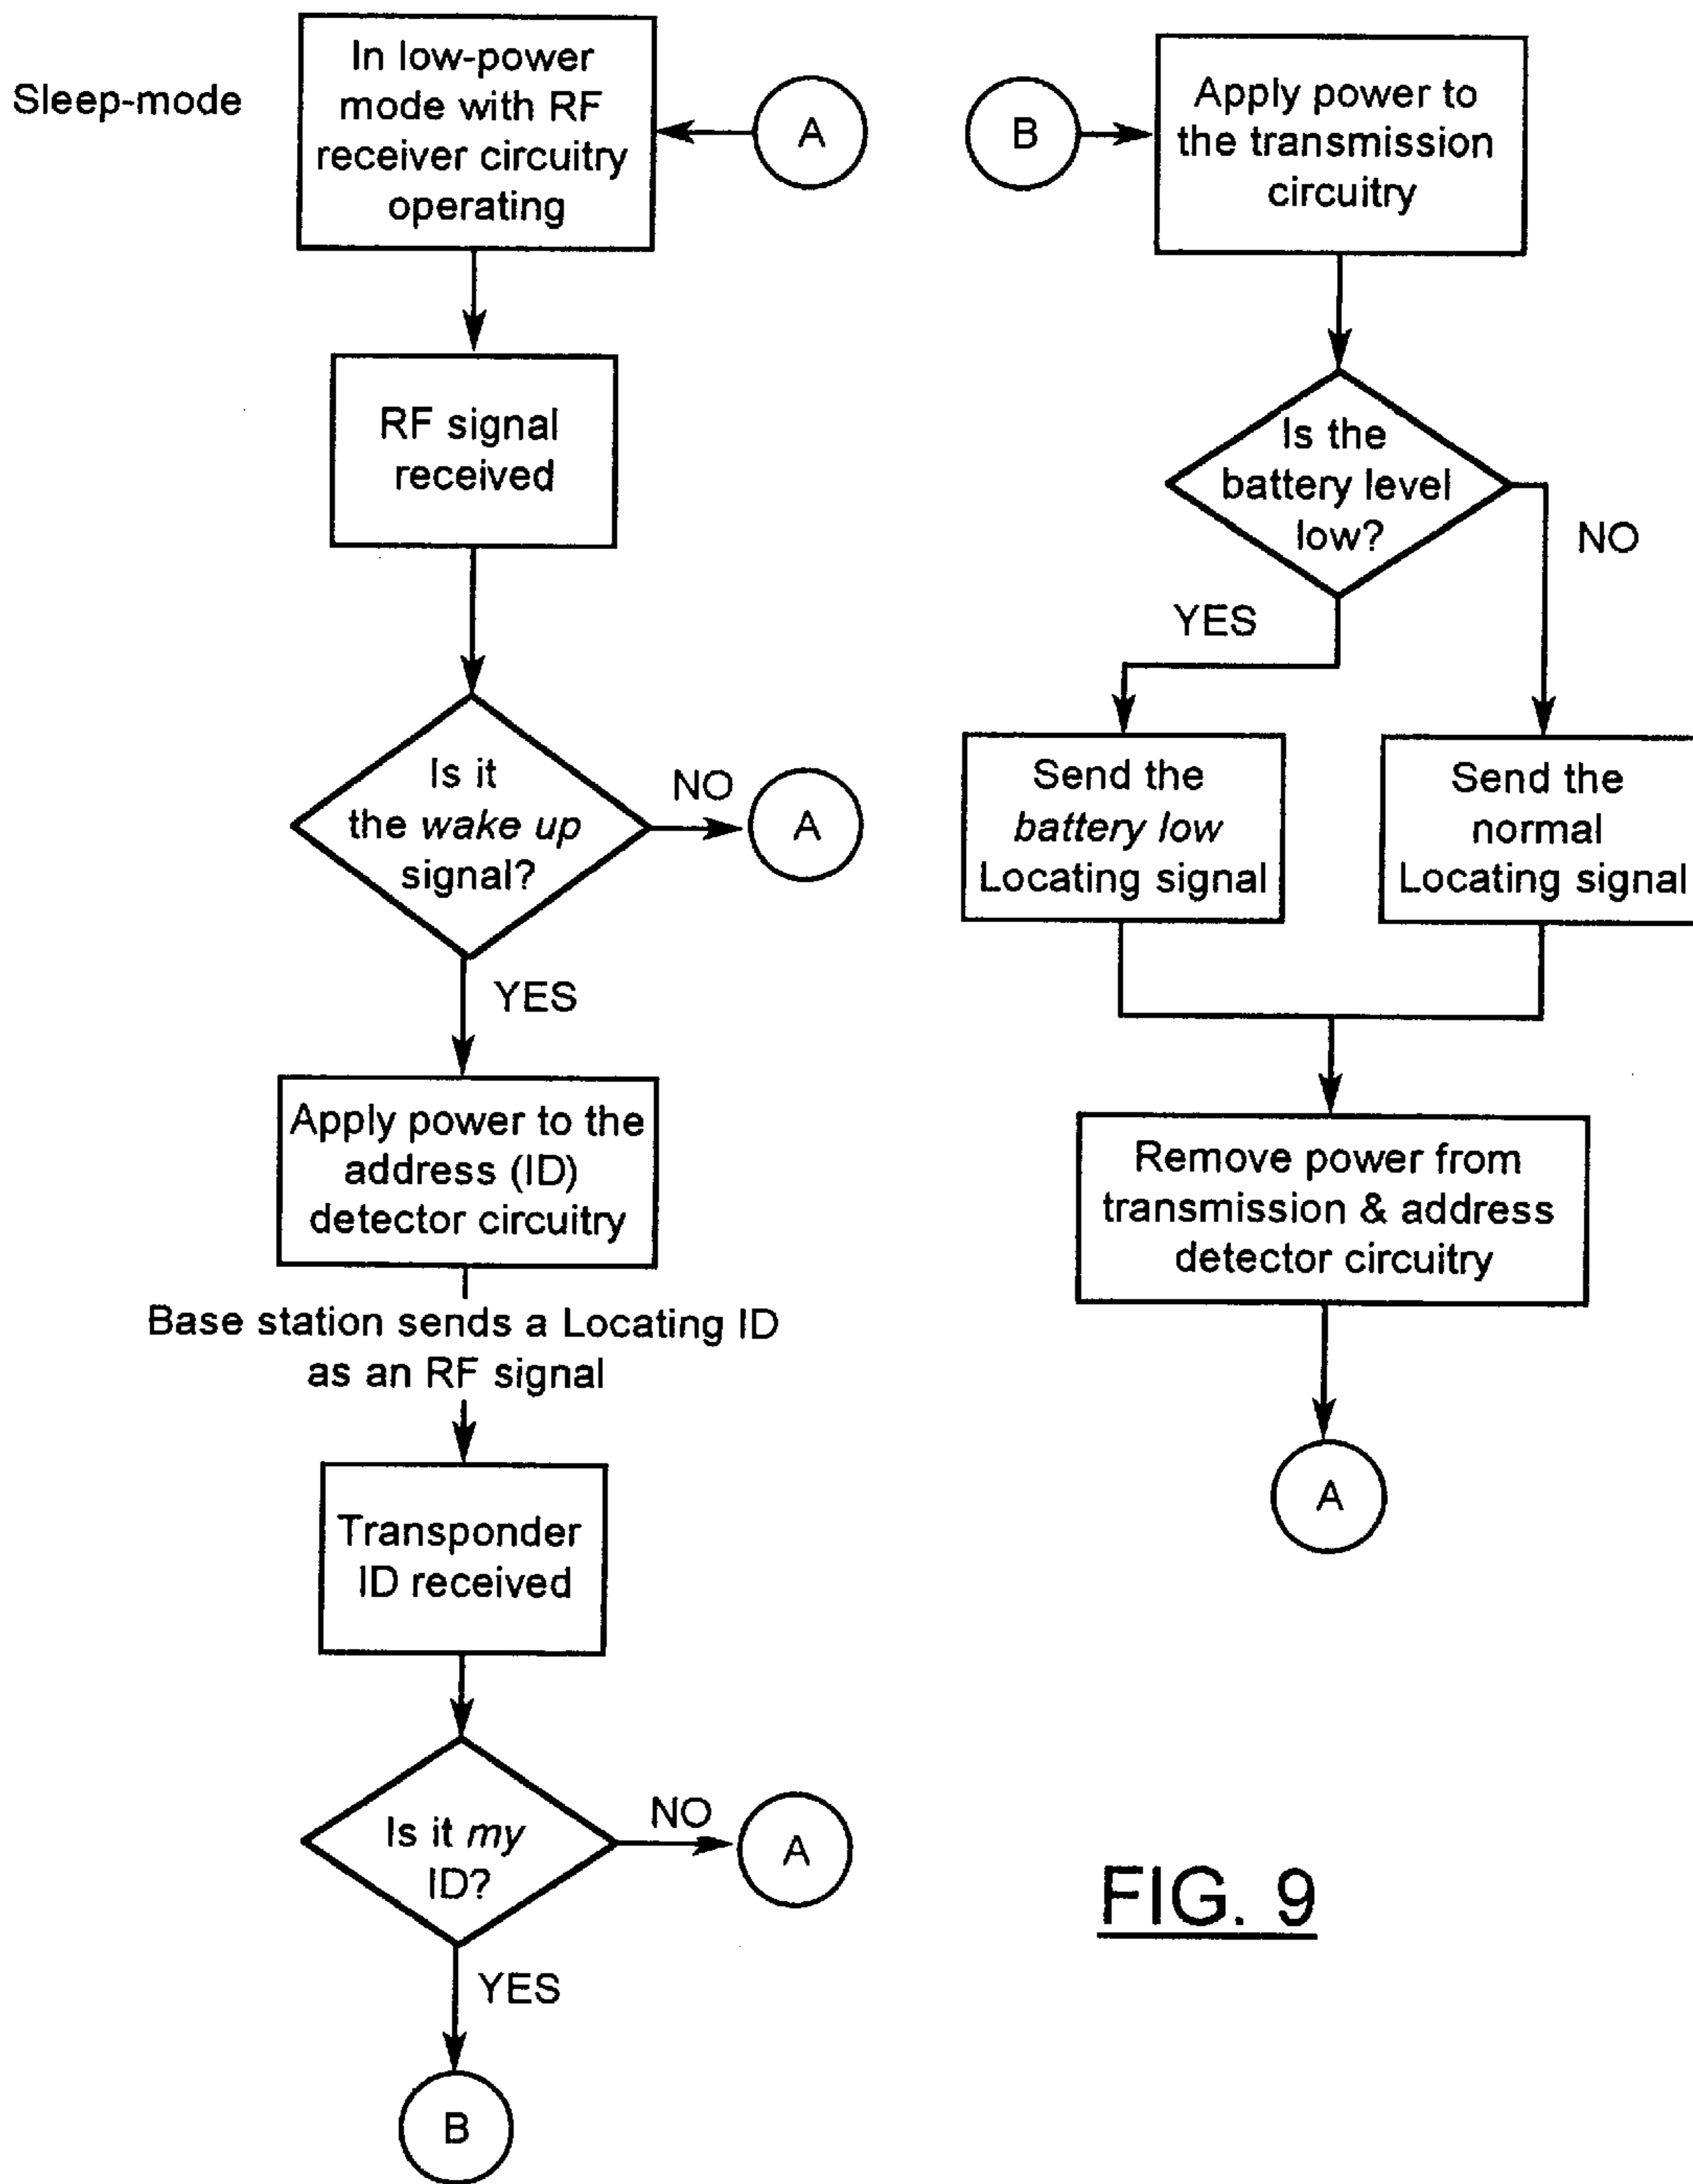 Sleep-mode
In low-power
mode with RF
receiver circuitry
operating
A
RF signal
received
Is it
the wake up
signal?
NO
A
YES
Apply power to the
address (ID)
detector circuitry
Base station sends a Locating ID
as an RF signal
Transponder
ID received
Is it my
ID?
NO
A
YES
B
B
Apply power to
the transmission
circuitry
Is the
battery level
low?
NO
YES
Send the
battery low
Locating signal
Send the
normal
Locating signal
Remove power from
transmission & address
detector circuitry
A
FIG. 9